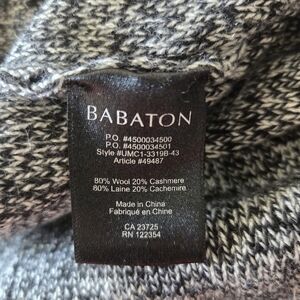 BABATON
P.O. #4500034500
P.O. #4500034501
Style #UMC1-3319B-43
Article #49487
80% Wool 20% Cashmere
80% Laine 20% Cachemire
Made in China
Fabriqué en Chine
CA 23725
RN 122354